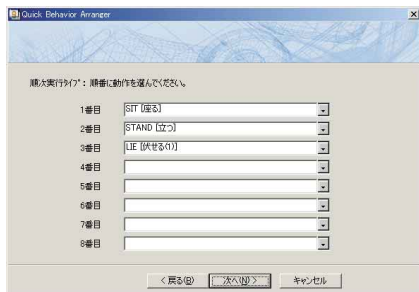 Quick Behavior Arranger
順次実行ﾀｲﾌﾟ: 順番に動作を選んでください。
1番目 SIT [座る]
2番目 STAND [立つ]
3番目 LIE [伏せる(1)]
4番目
5番目
6番目
7番目
8番目
< 戻る(B) 次へ(N) > キャンセル